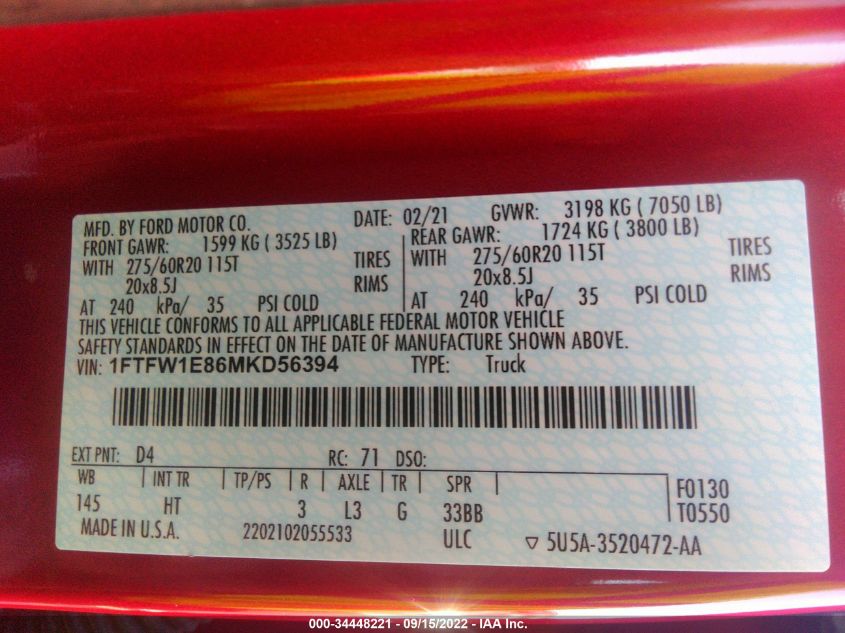 MFD. BY FORD MOTOR CO. DATE: 02/21 GVWR: 3198 KG ( 7050 LB)
FRONT GAWR: 1599 KG ( 3525 LB) REAR GAWR: 1724 KG ( 3800 LB)
WITH 275/60R20 115T TIRES WITH 275/60R20 115T TIRES
20x8.5J RIMS 20x8.5J RIMS
AT 240 kPa/ 35 PSI COLD AT 240 kPa/ 35 PSI COLD
THIS VEHICLE CONFORMS TO ALL APPLICABLE FEDERAL MOTOR VEHICLE
SAFETY STANDARDS IN EFFECT ON THE DATE OF MANUFACTURE SHOWN ABOVE.
VIN: 1FTFW1E86MKD56394 TYPE: Truck
EXT PNT: D4 RC: 71 DSO:
WB INT TR TP/PS R AXLE TR SPR F0130
145 HT 3 L3 G 33BB T0550
MADE IN U.S.A. 2202102055533 ULC ▽ 5U5A-3520472-AA
000-34448221 - 09/15/2022 - IAA Inc.